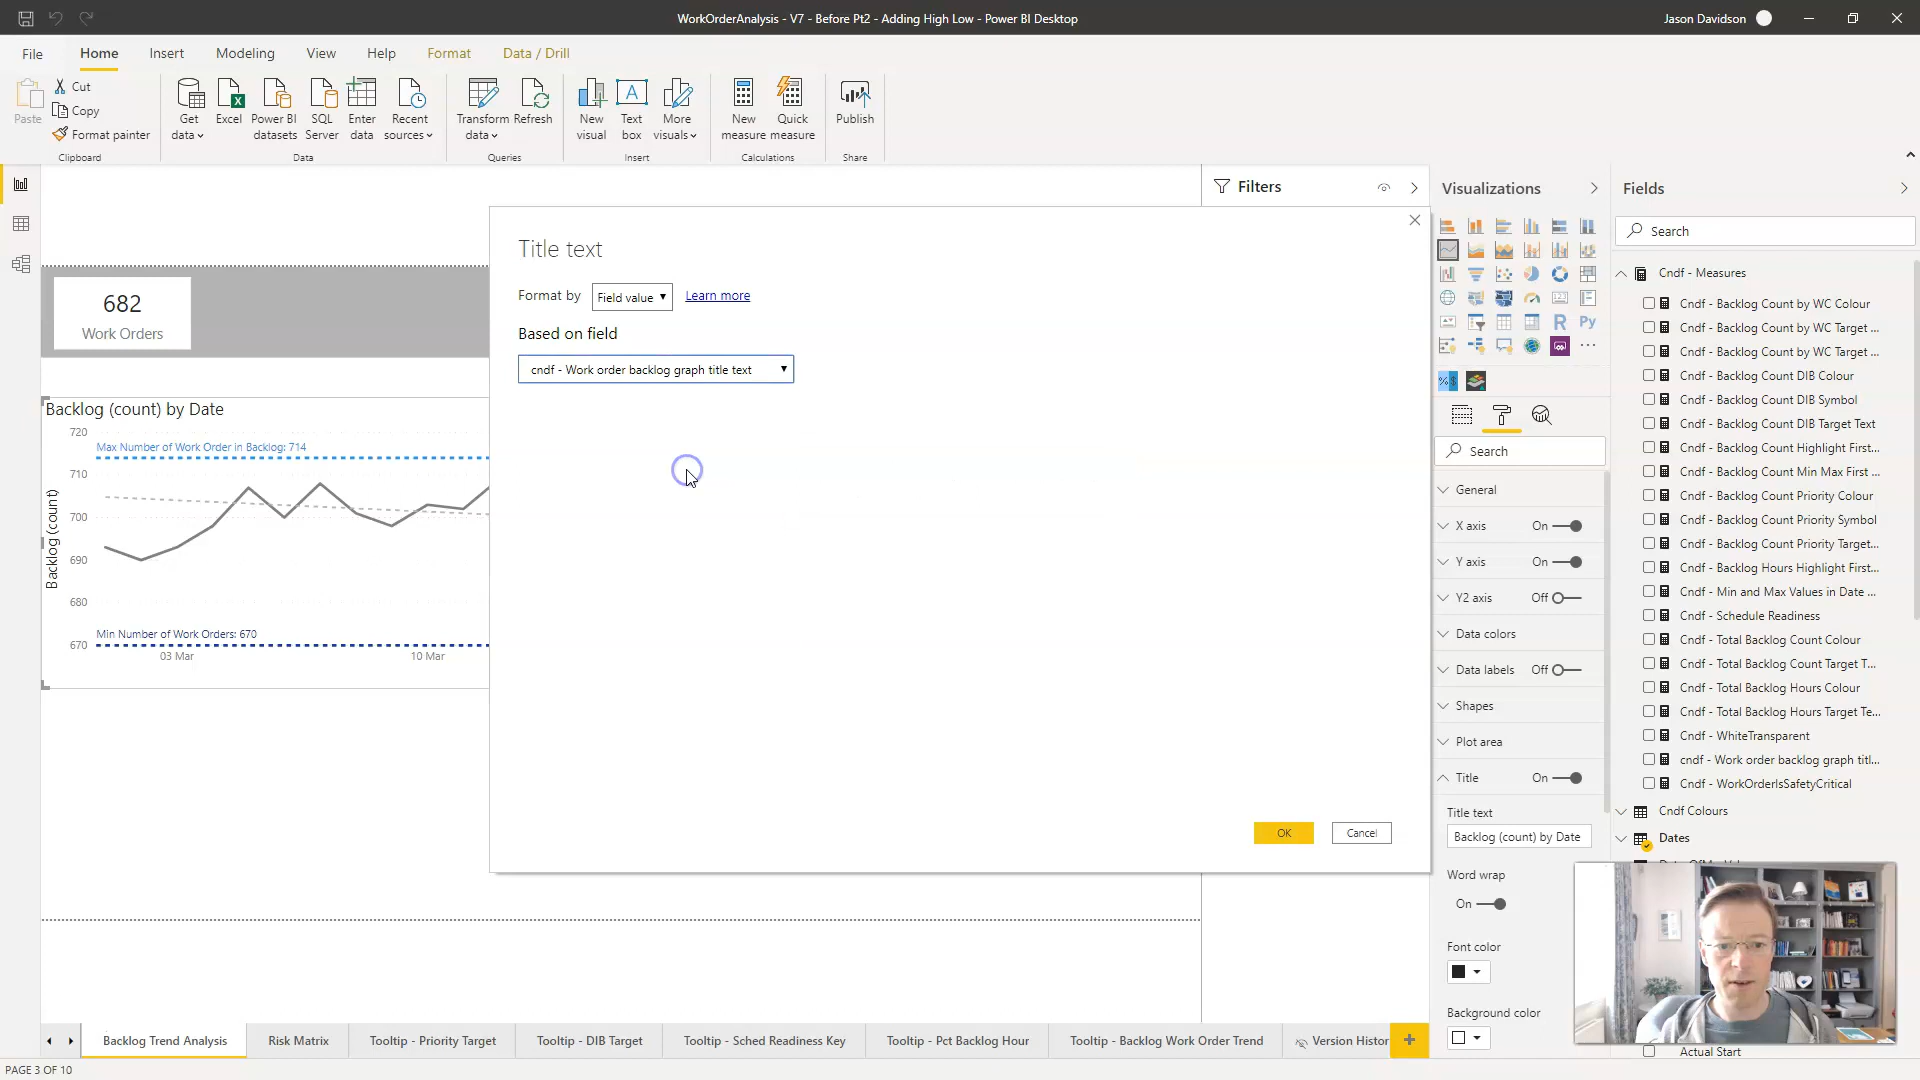 WorkOrderAnalysis - V7 - Before Pt2 - Adding High Low - Power BI Desktop
Jason Davidson
File
Home
Insert
Modeling
View
Help
Format
Data / Drill
Paste
Cut
Copy
Format painter
Clipboard
Get data
Excel
Power BI datasets
SQL Server
Enter data
Recent sources
Data
Transform data
Refresh
Queries
New visual
Text box
More visuals
Insert
New measure
Quick measure
Calculations
Publish
Share
682
Work Orders
Backlog (count) by Date
Backlog (count)
720
710
700
690
680
670
Max Number of Work Order in Backlog: 714
Min Number of Work Orders: 670
03 Mar
10 Mar
Title text
Format by
Field value
Learn more
Based on field
cndf - Work order backlog graph title text
OK
Cancel
Filters
Visualizations
R
Py
Search
General
X axis
On
Y axis
On
Y2 axis
Off
Data colors
Data labels
Off
Shapes
Plot area
Title
On
Title text
Backlog (count) by Date
Word wrap
On
Font color
Background color
Fields
Search
Cndf - Measures
Cndf - Backlog Count by WC Colour
Cndf - Backlog Count by WC Target ...
Cndf - Backlog Count by WC Target ...
Cndf - Backlog Count DIB Colour
Cndf - Backlog Count DIB Symbol
Cndf - Backlog Count DIB Target Text
Cndf - Backlog Count Highlight First...
Cndf - Backlog Count Min Max First ...
Cndf - Backlog Count Priority Colour
Cndf - Backlog Count Priority Symbol
Cndf - Backlog Count Priority Target...
Cndf - Backlog Hours Highlight First...
Cndf - Min and Max Values in Date ...
Cndf - Schedule Readiness
Cndf - Total Backlog Count Colour
Cndf - Total Backlog Count Target T...
Cndf - Total Backlog Hours Colour
Cndf - Total Backlog Hours Target Te...
Cndf - WhiteTransparent
cndf - Work order backlog graph titl...
Cndf - WorkOrderIsSafetyCritical
Cndf Colours
Dates
Actual Start
Backlog Trend Analysis
Risk Matrix
Tooltip - Priority Target
Tooltip - DIB Target
Tooltip - Sched Readiness Key
Tooltip - Pct Backlog Hour
Tooltip - Backlog Work Order Trend
Version Histor
PAGE 3 OF 10